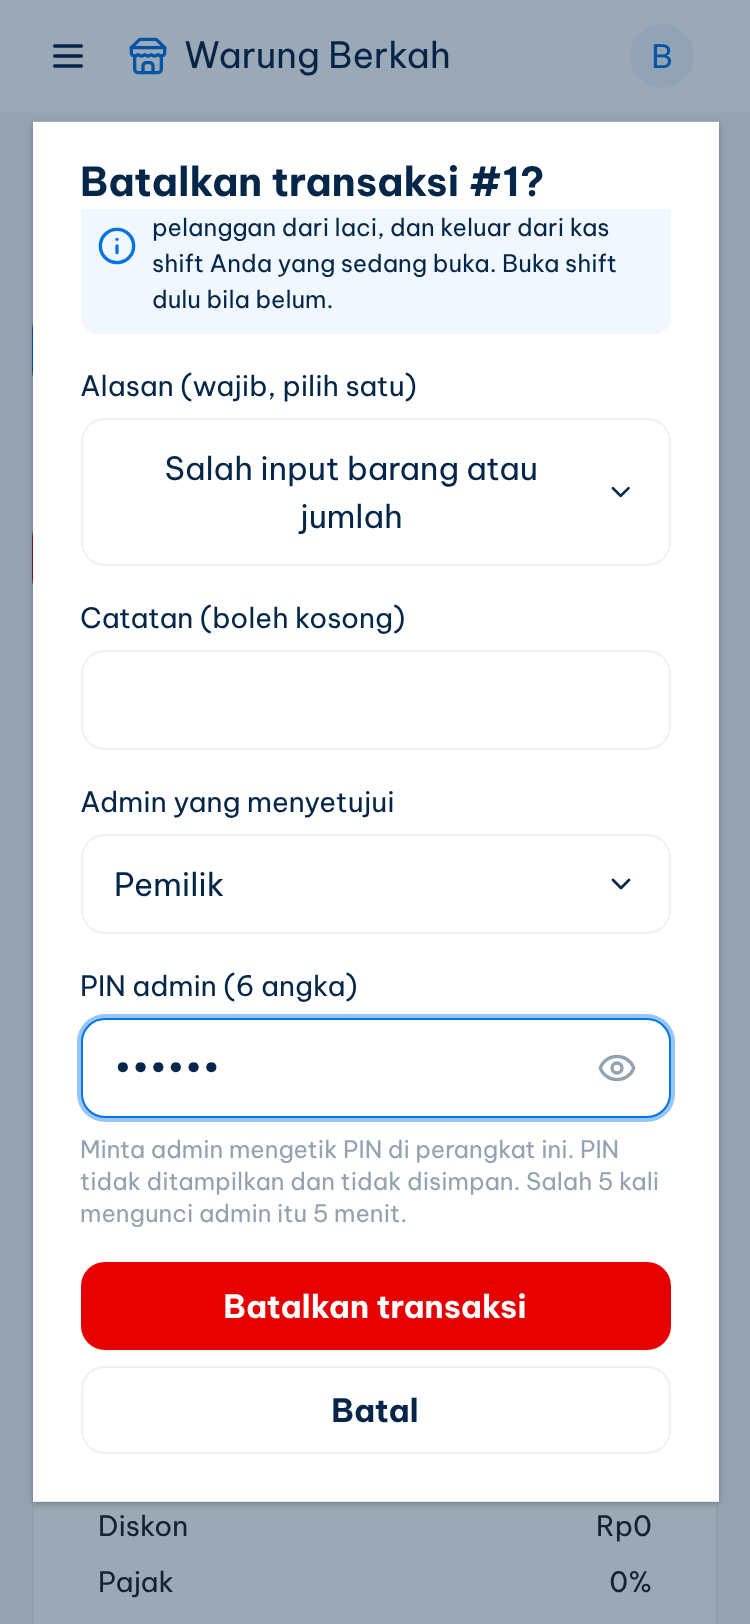 Warung Berkah
B
Batalkan transaksi #1?
pelanggan dari laci, dan keluar dari kas
shift Anda yang sedang buka. Buka shift
dulu bila belum.
Alasan (wajib, pilih satu)
Salah input barang atau
jumlah
Catatan (boleh kosong)
Admin yang menyetujui
Pemilik
PIN admin (6 angka)
••••••
Minta admin mengetik PIN di perangkat ini. PIN
tidak ditampilkan dan tidak disimpan. Salah 5 kali
mengunci admin itu 5 menit.
Batalkan transaksi
Batal
Diskon Rp0
Pajak 0%